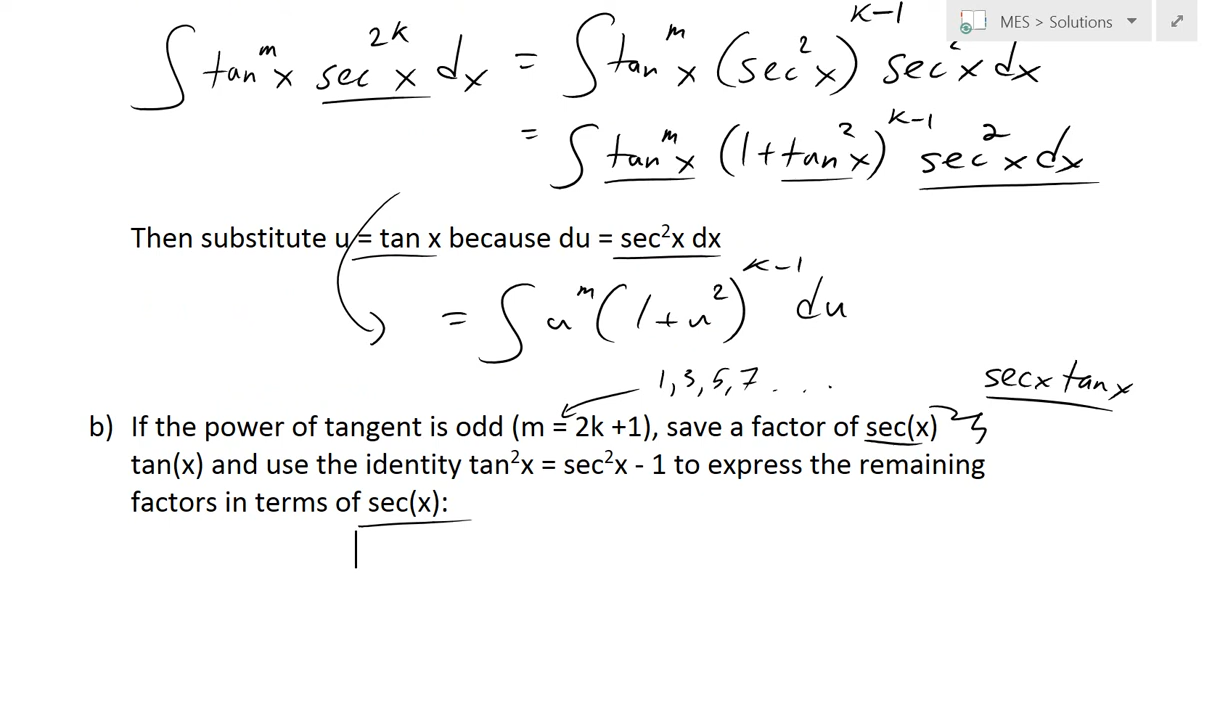 MES > Solutions
∫ tan^m x sec^2k x dx = ∫ tan^m x (sec^2 x)^k-1 sec^2 x dx
= ∫ tan^m x (1 + tan^2 x)^k-1 sec^2 x dx
Then substitute u = tan x because du = sec²x dx
= ∫ u^m (1 + u^2)^k-1 du
1, 3, 5, 7 . . . .
secx tanx
b) If the power of tangent is odd (m = 2k +1), save a factor of sec(x)
tan(x) and use the identity tan²x = sec²x - 1 to express the remaining
factors in terms of sec(x):